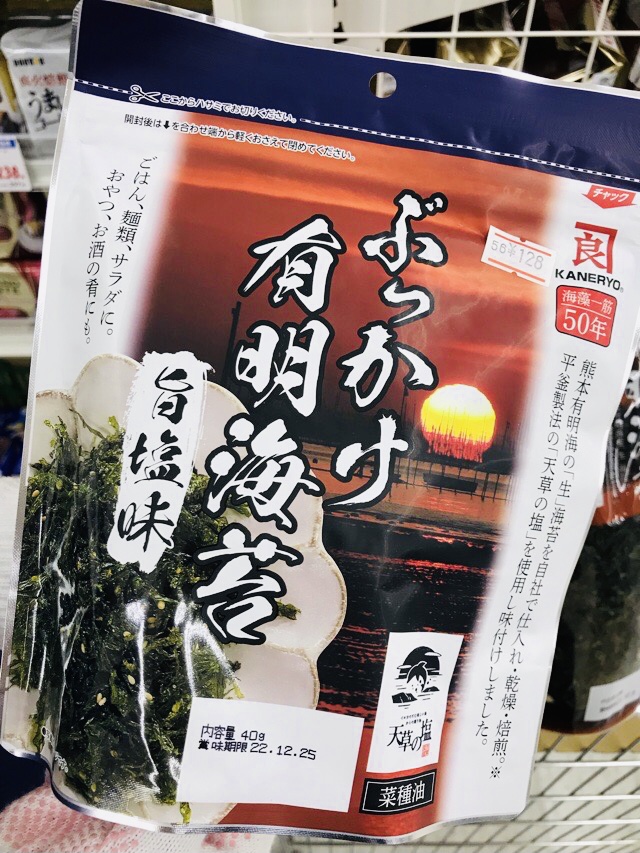 ここからハサミでお切りください。
開封後は⬇を合わせ端から軽くおさえて閉めてください。
チャック
良
KANERYO
海藻一筋
50年
56 ¥128
ごはん、麺類、サラダに。
おやつ、お酒の肴にも。
ぶっかけ
有明海苔
旨塩味
熊本有明海の「生」海苔を自社で仕入れ・乾燥・焙煎。※
平釜製法の「天草の塩」を使用し味付けしました。
天草の塩
菜種油
内容量 40g
賞味期限 22.12.25